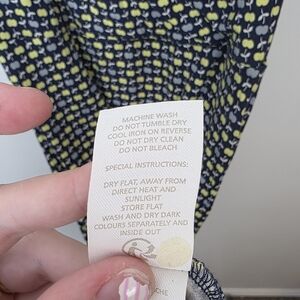 MACHINE WASH
DO NOT TUMBLE DRY
COOL IRON ON REVERSE
DO NOT DRY CLEAN
DO NOT BLEACH
SPECIAL INSTRUCTIONS:
DRY FLAT, AWAY FROM
DIRECT HEAT AND
SUNLIGHT
STORE FLAT
WASH AND DRY DARK
COLOURS SEPARATELY AND
INSIDE OUT